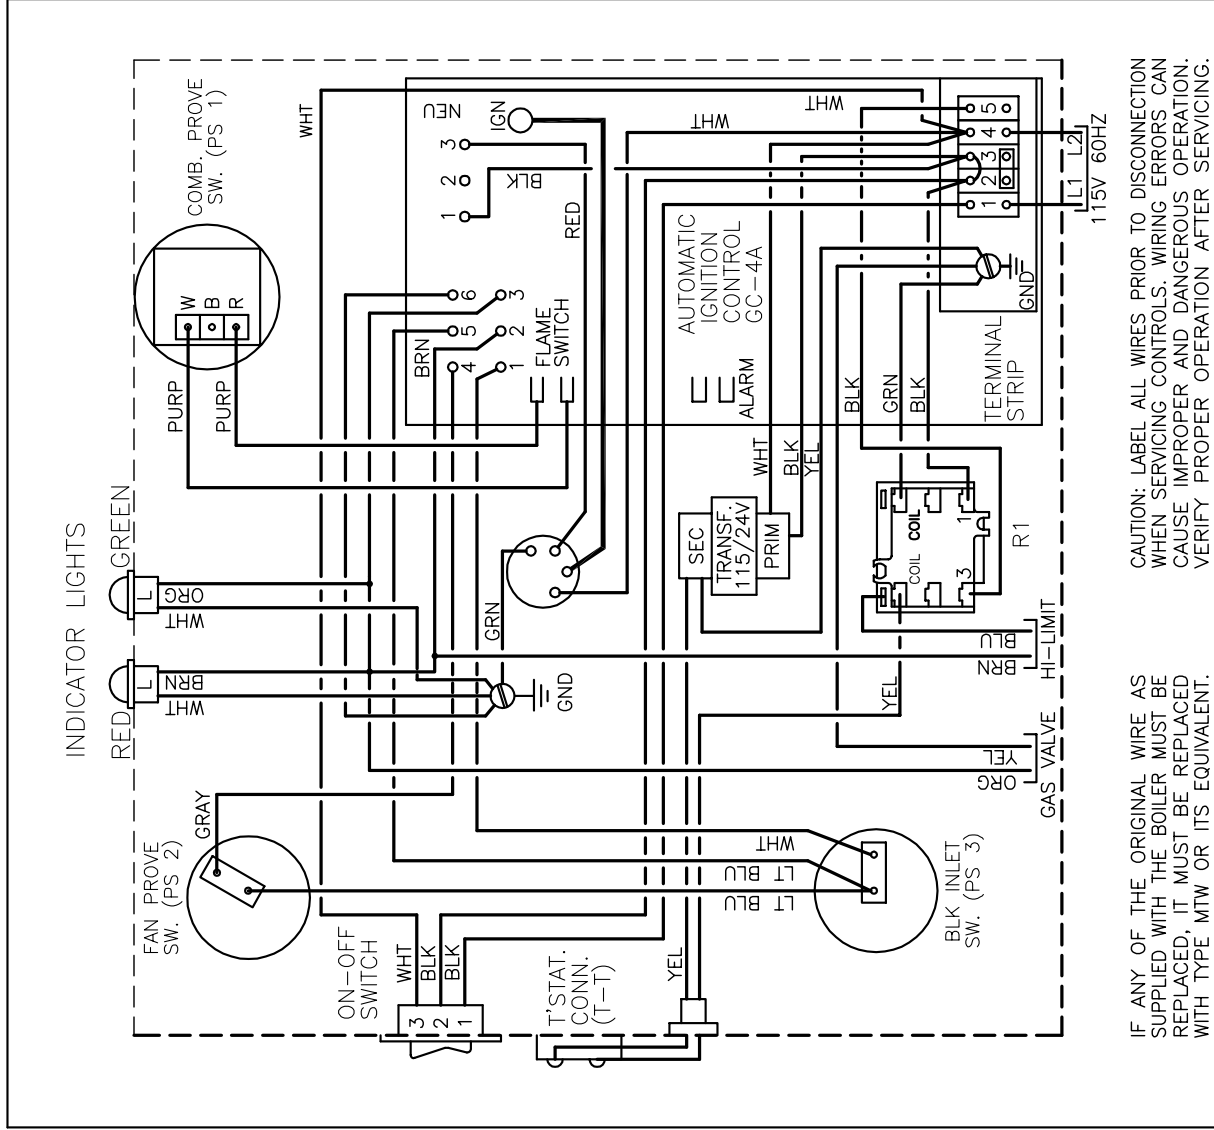 INDICATOR LIGHTS
RED
GREEN
L
L
WHT
BRN
WHT
ORG
FAN PROVE
SW. (PS 2)
GRAY
COMB. PROVE
SW. (PS 1)
W
B
R
PURP
PURP
WHT
ON-OFF
SWITCH
3
2
1
WHT
BLK
BLK
T'STAT.
CONN.
(T-T)
YEL
GRN
GND
BRN
4
5
6
1
2
3
FLAME
SWITCH
1
2
3
NEU
IGN
BLK
RED
AUTOMATIC
IGNITION
CONTROL
GC-4A
ALARM
SEC
TRANSF.
115/24V
PRIM
WHT
BLK
YEL
WHT
WHT
BLK
GRN
BLK
COIL
COIL
1
3
R1
YEL
TERMINAL
STRIP
GND
1
2
3
4
5
L1
L2
115V 60HZ
WHT
LT BLU
LT BLU
BLK INLET
SW. (PS 3)
ORG
YEL
GAS VALVE
BRN
BLU
HI-LIMIT
IF ANY OF THE ORIGINAL WIRE AS
SUPPLIED WITH THE BOILER MUST BE
REPLACED, IT MUST BE REPLACED
WITH TYPE MTW OR ITS EQUIVALENT.
CAUTION: LABEL ALL WIRES PRIOR TO DISCONNECTION
WHEN SERVICING CONTROLS. WIRING ERRORS CAN
CAUSE IMPROPER AND DANGEROUS OPERATION.
VERIFY PROPER OPERATION AFTER SERVICING.